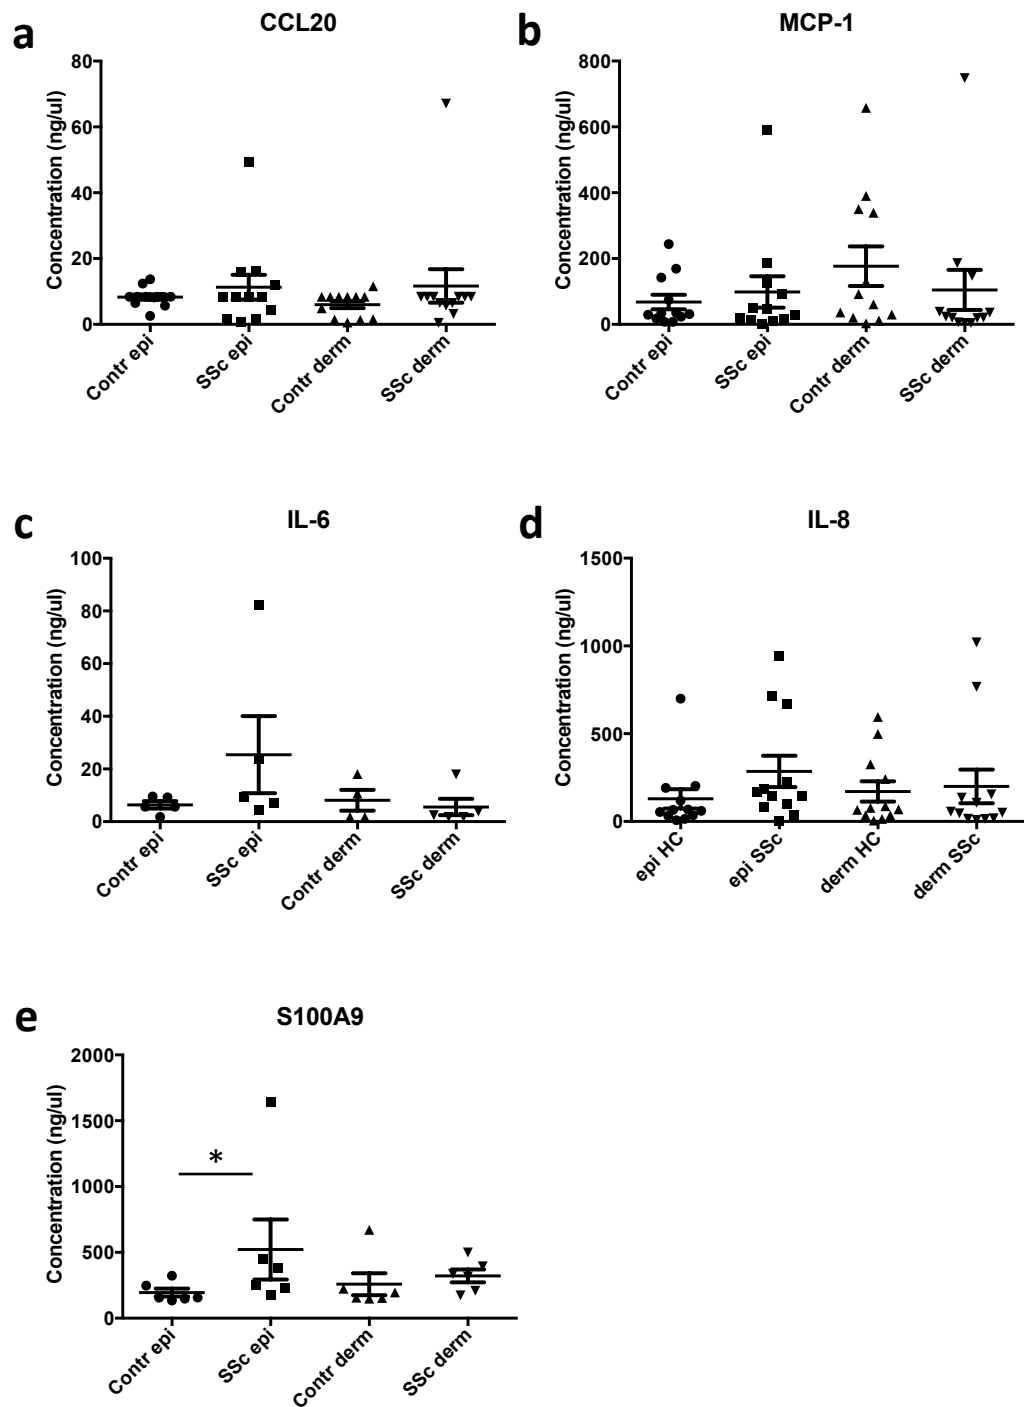 a
CCL20
Concentration (ng/ul)
80
60
40
20
0
Contr epi
SSc epi
Contr derm
SSc derm
b
MCP-1
Concentration (ng/ul)
800
600
400
200
0
Contr epi
SSc epi
Contr derm
SSc derm
c
IL-6
Concentration (ng/ul)
100
80
60
40
20
0
Contr epi
SSc epi
Contr derm
SSc derm
d
IL-8
Concentration (ng/ul)
1500
1000
500
0
epi HC
epi SSc
derm HC
derm SSc
e
S100A9
Concentration (ng/ul)
2000
1500
1000
500
0
*
Contr epi
SSc epi
Contr derm
SSc derm